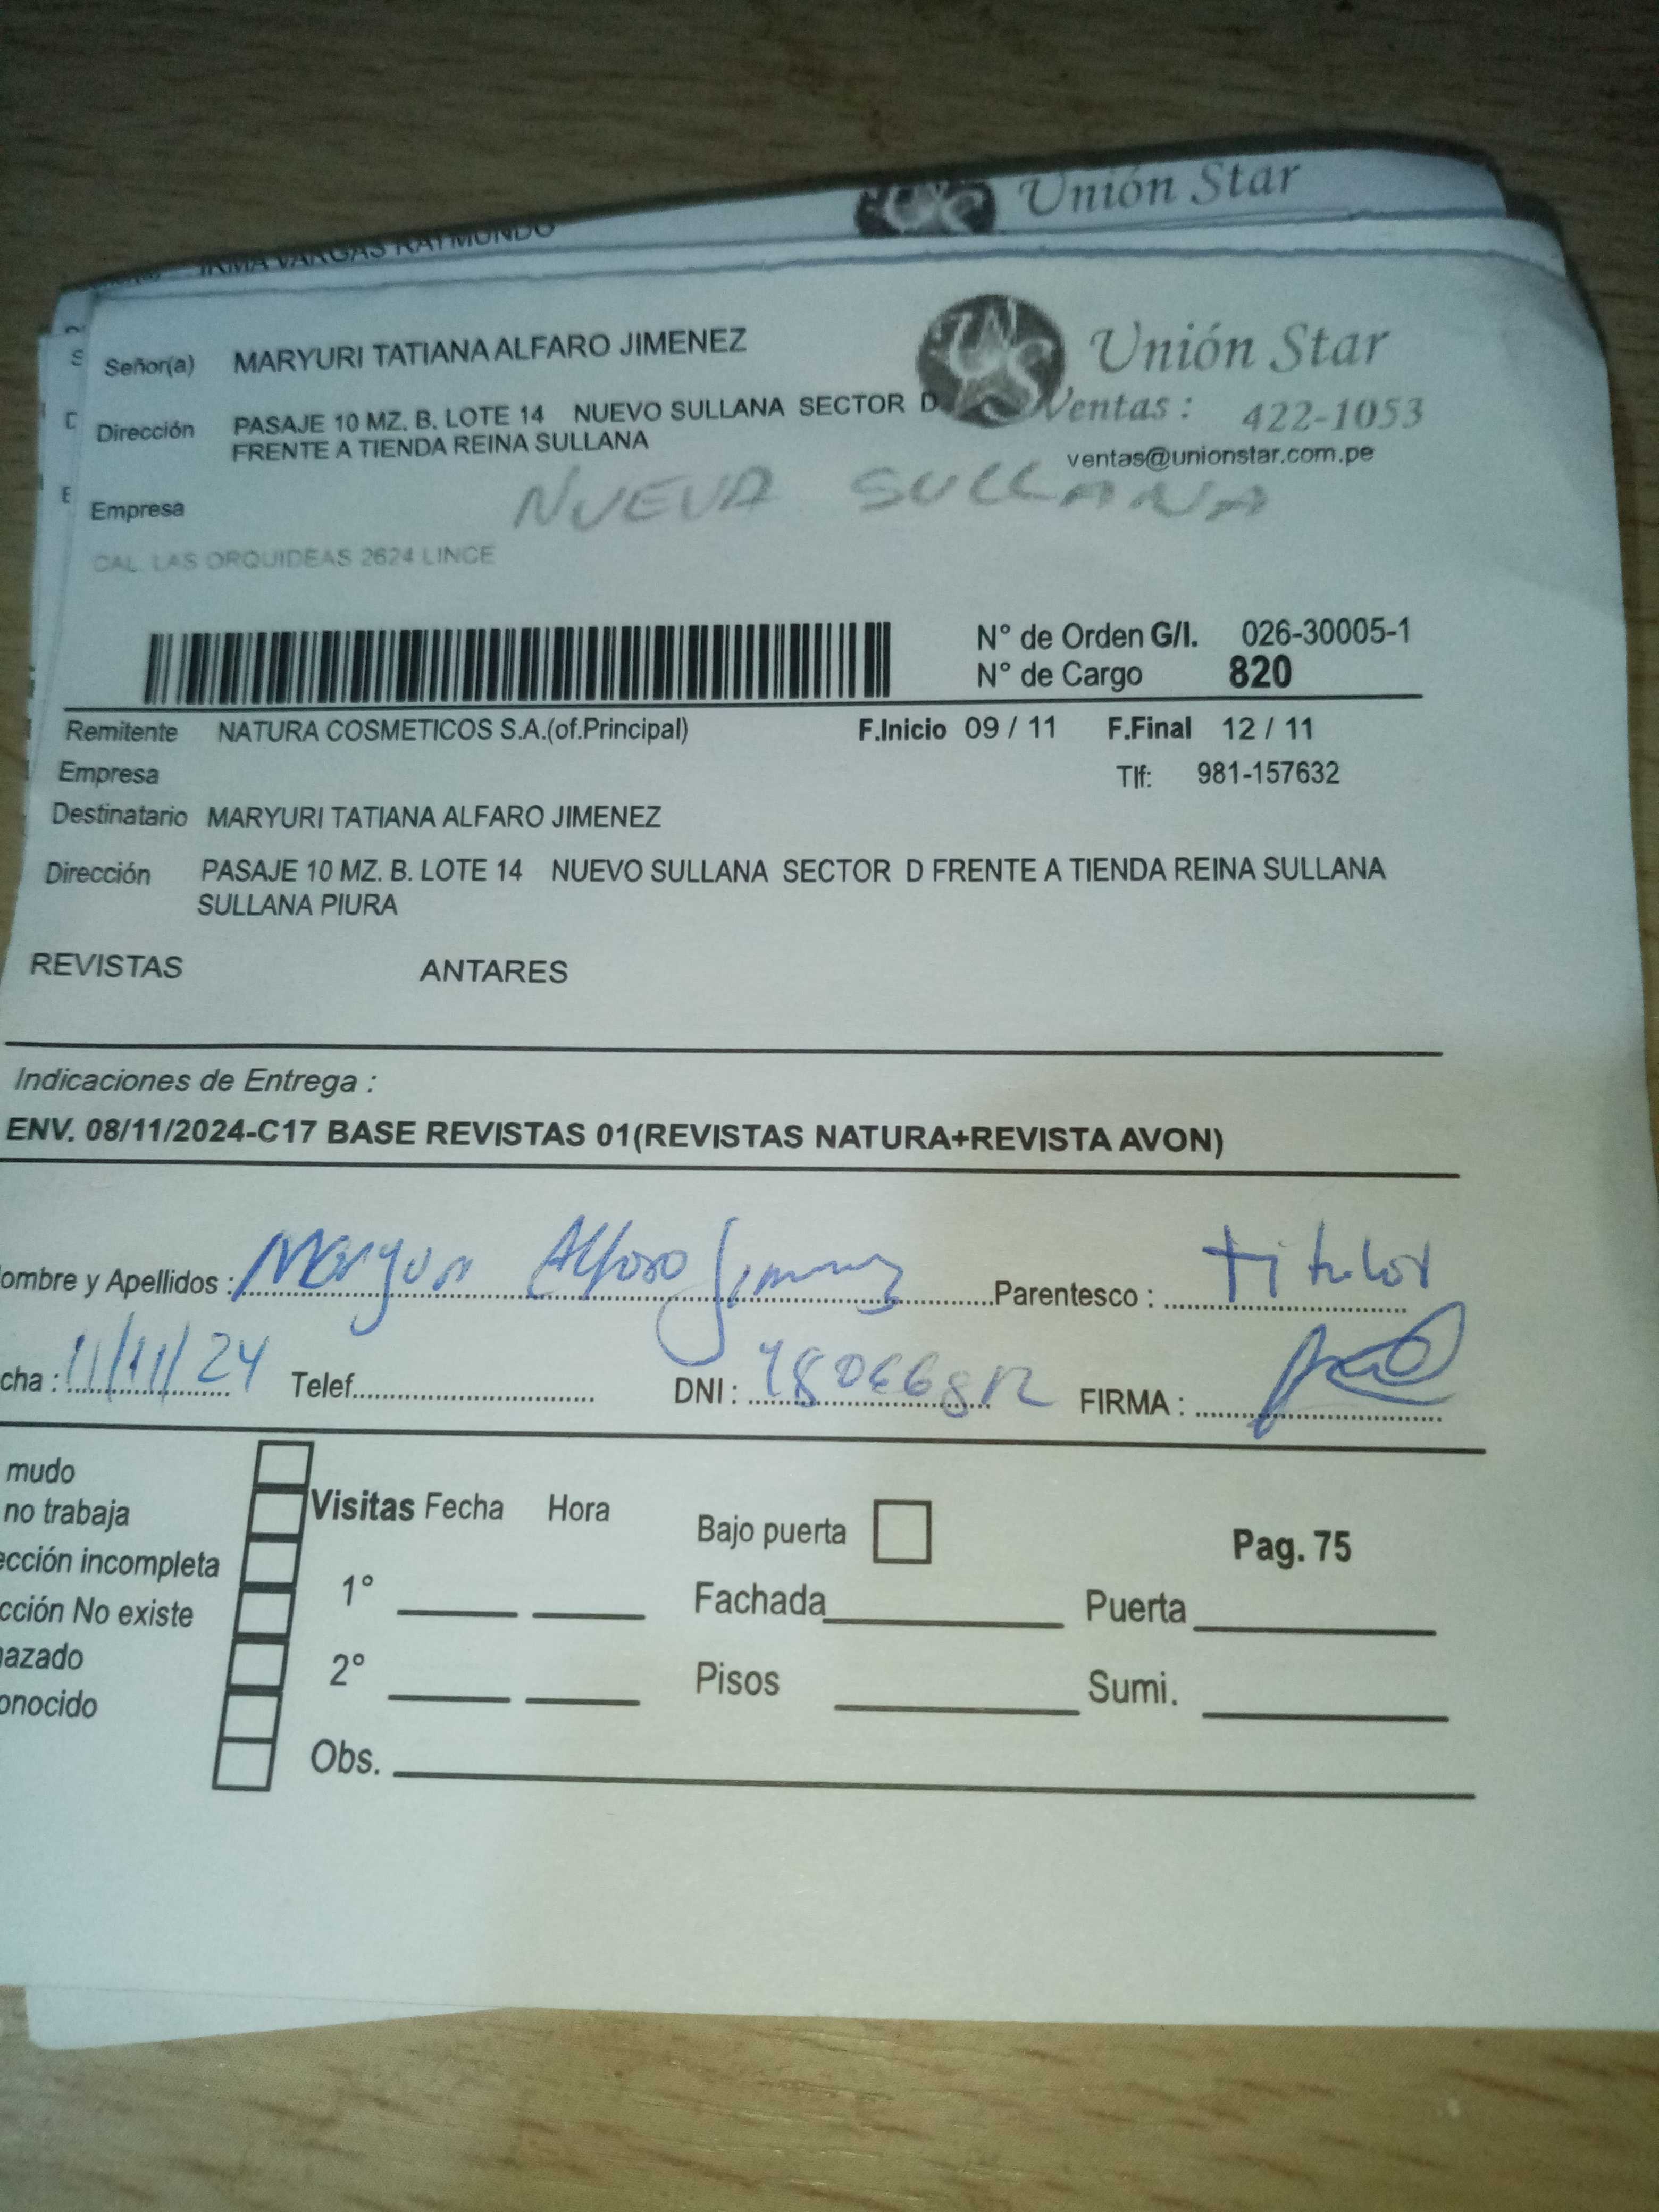 Unión Star
IRMA VARGAS RAYMUNDO
Señor(a) MARYURI TATIANA ALFARO JIMENEZ
Unión Star
Dirección PASAJE 10 MZ. B. LOTE 14 NUEVO SULLANA SECTOR D
FRENTE A TIENDA REINA SULLANA
Ventas : 422-1053
ventas@unionstar.com.pe
Empresa
NUEVA SULLANA
CAL. LAS ORQUIDEAS 2624 LINCE
N° de Orden G/I. 026-30005-1
N° de Cargo 820
Remitente NATURA COSMETICOS S.A.(of.Principal) F.Inicio 09 / 11 F.Final 12 / 11
Empresa Tlf: 981-157632
Destinatario MARYURI TATIANA ALFARO JIMENEZ
Dirección PASAJE 10 MZ. B. LOTE 14 NUEVO SULLANA SECTOR D FRENTE A TIENDA REINA SULLANA
SULLANA PIURA
REVISTAS ANTARES
Indicaciones de Entrega :
ENV. 08/11/2024-C17 BASE REVISTAS 01(REVISTAS NATURA+REVISTA AVON)
ombre y Apellidos : Maryuri Alfaro Jimenez Parentesco : titular
cha : 11/11/24 Telef. DNI : FIRMA :
mudo
no trabaja
ección incompleta
cción No existe
azado
onocido
Visitas Fecha Hora
1°
2°
Obs.
Bajo puerta
Pag. 75
Fachada Puerta
Pisos Sumi.